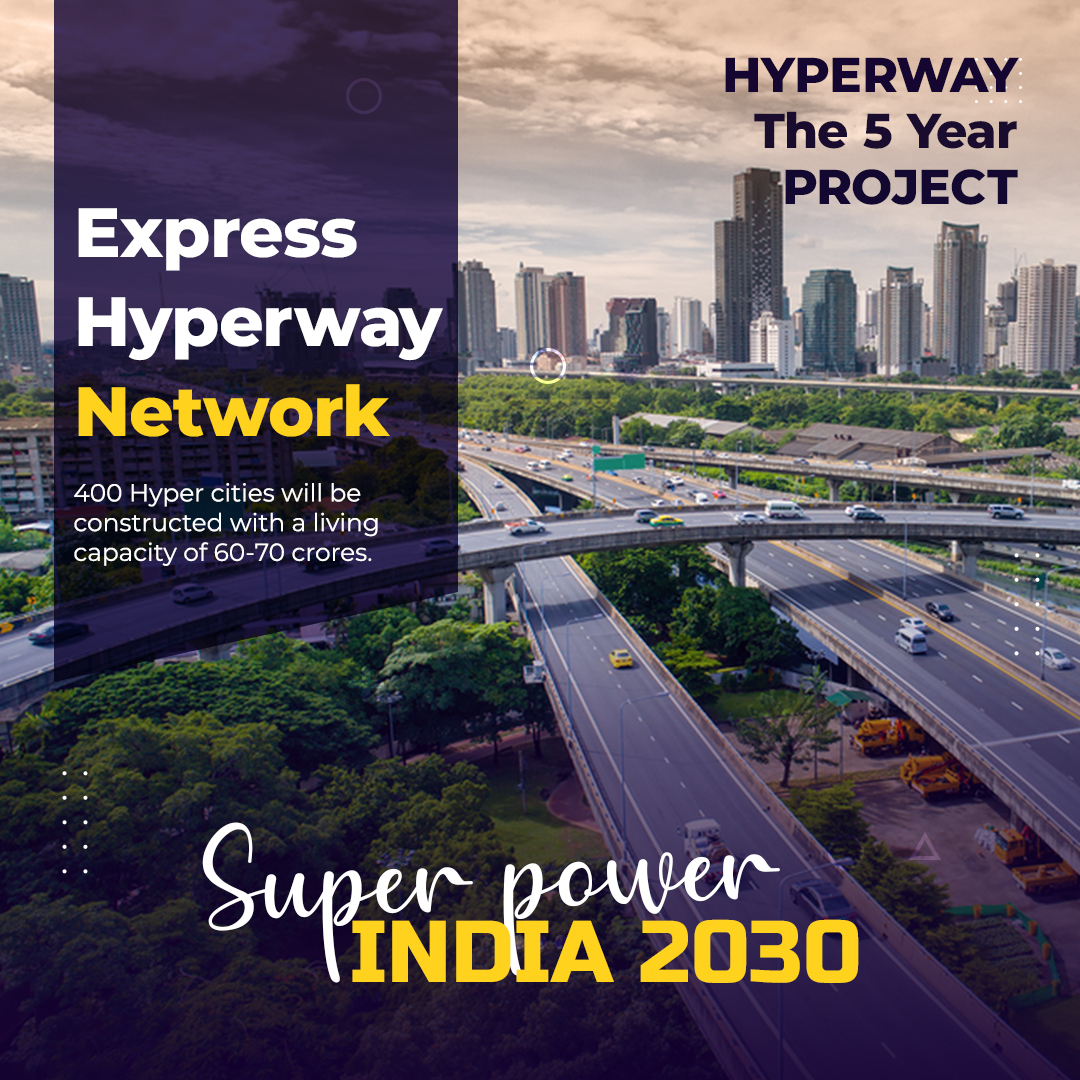 HYPERWAY
The 5 Year
PROJECT
Express
Hyperway
Network
400 Hyper cities will be
constructed with a living
capacity of 60-70 crores.
Super power
INDIA 2030